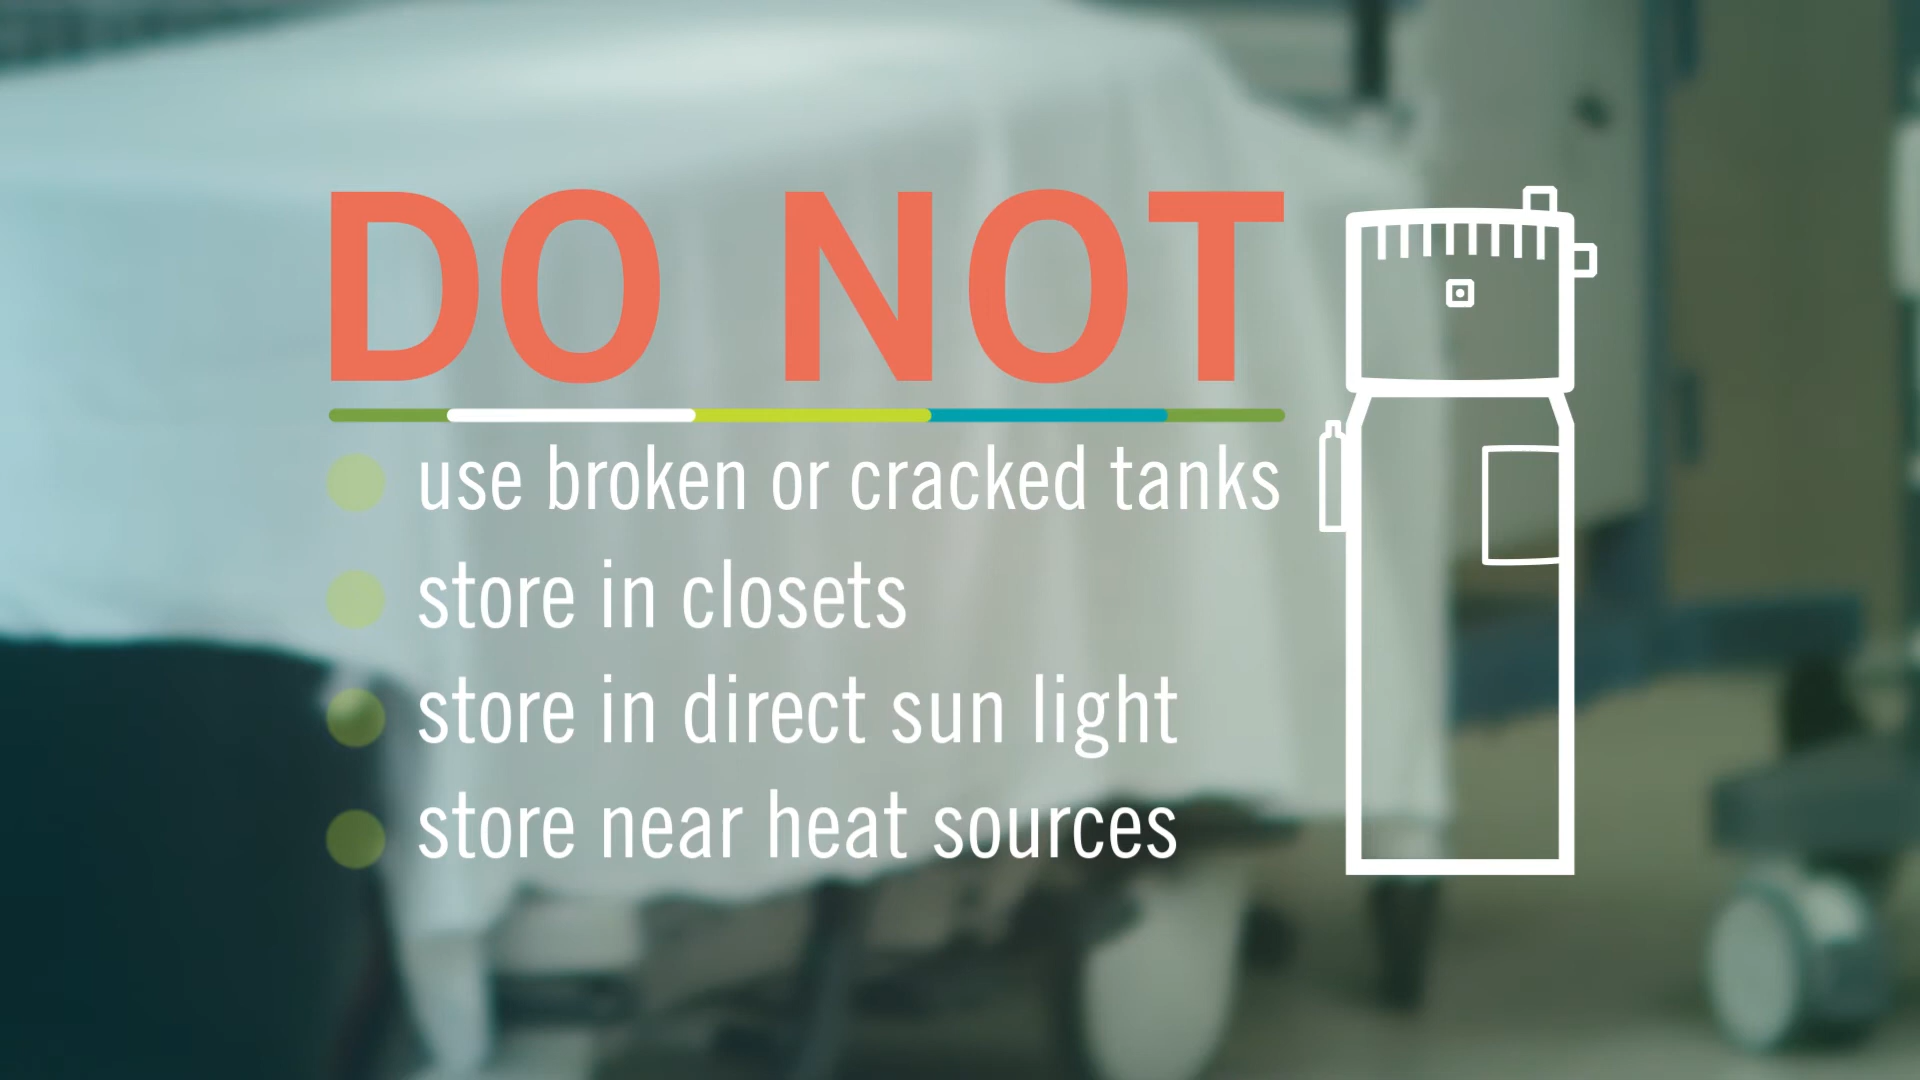 DO NOT
use broken or cracked tanks
store in closets
store in direct sun light
store near heat sources